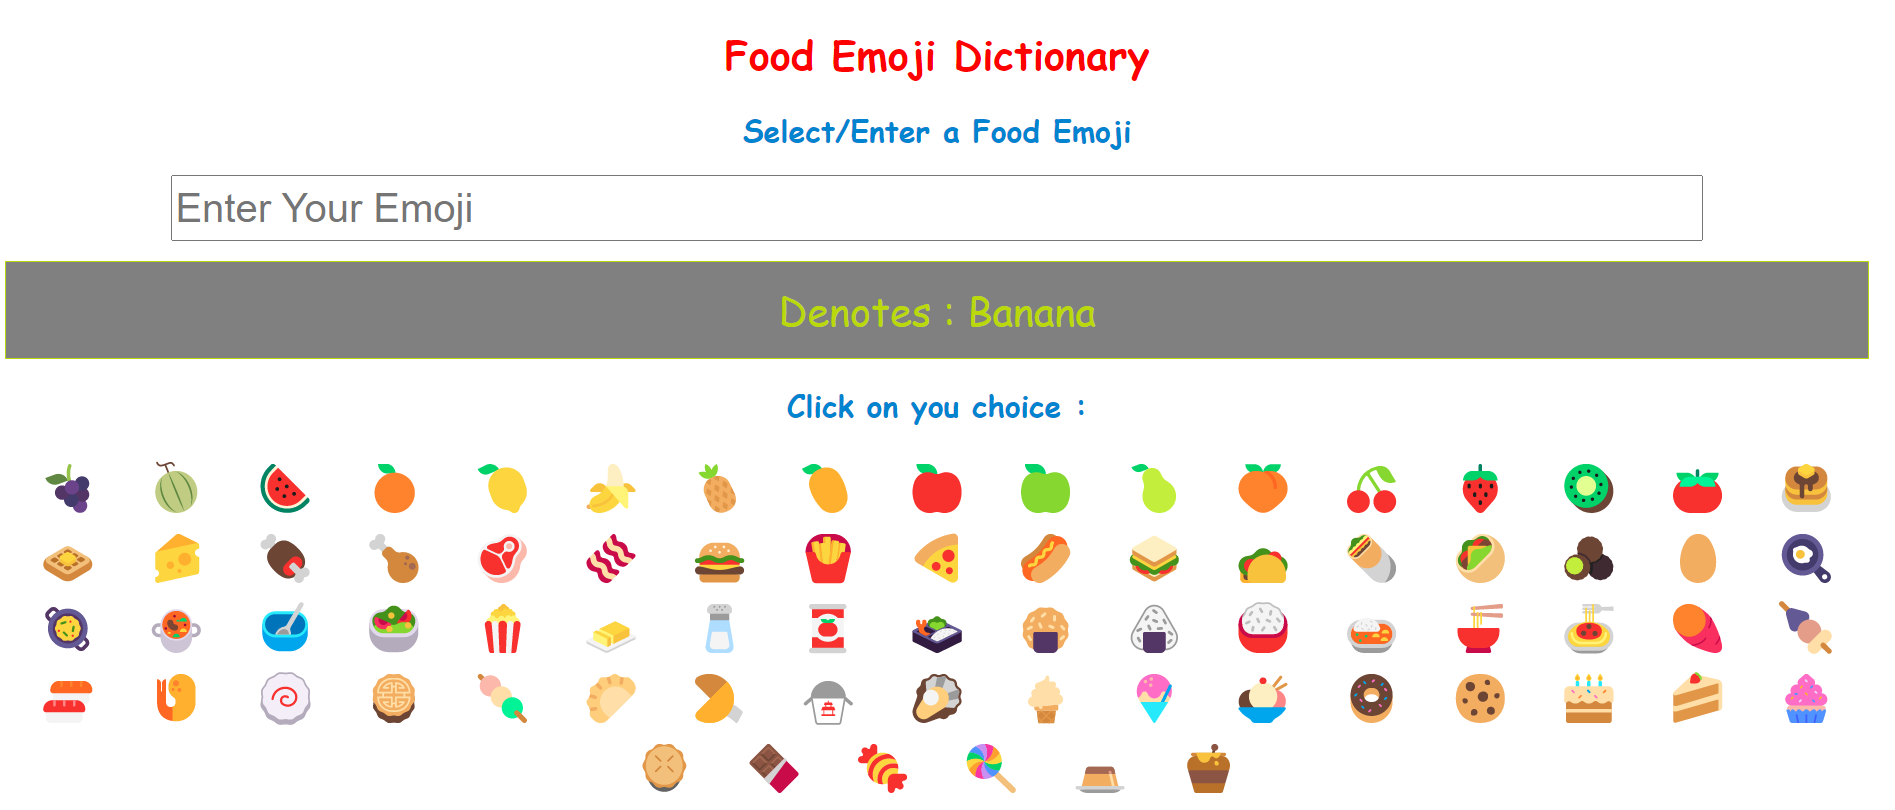 Food Emoji Dictionary
Select/Enter a Food Emoji
Enter Your Emoji
Denotes : Banana
Click on you choice :